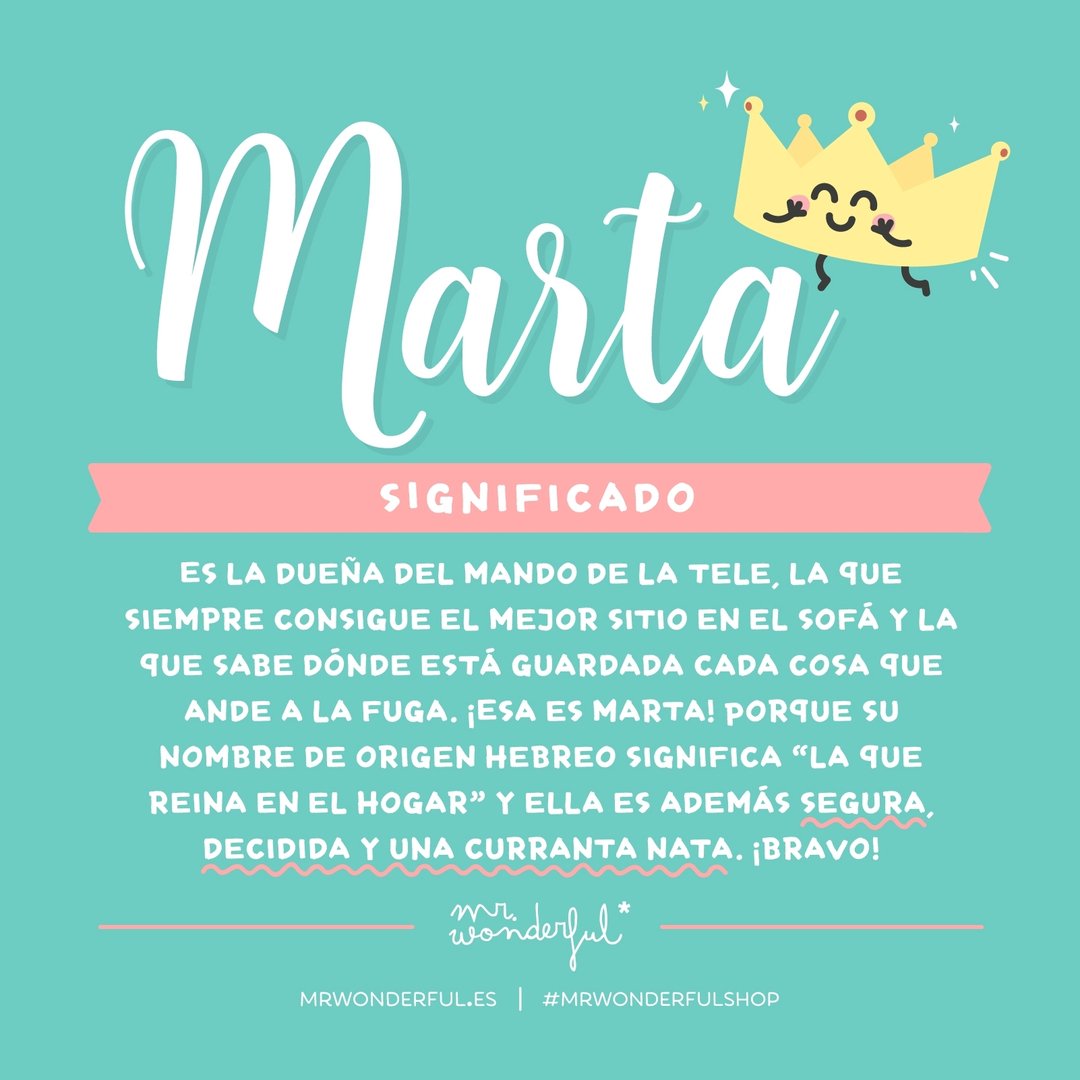 Marta
SIGNIFICADO
ES LA DUEÑA DEL MANDO DE LA TELE, LA QUE
SIEMPRE CONSIGUE EL MEJOR SITIO EN EL SOFÁ Y LA
QUE SABE DÓNDE ESTÁ GUARDADA CADA COSA QUE
ANDE A LA FUGA. ¡ESA ES MARTA! PORQUE SU
NOMBRE DE ORIGEN HEBREO SIGNIFICA “LA QUE
REINA EN EL HOGAR” Y ELLA ES ADEMÁS SEGURA,
DECIDIDA Y UNA CURRANTA NATA. ¡BRAVO!
mr.
wonderful*
MRWONDERFUL.ES | #MRWONDERFULSHOP